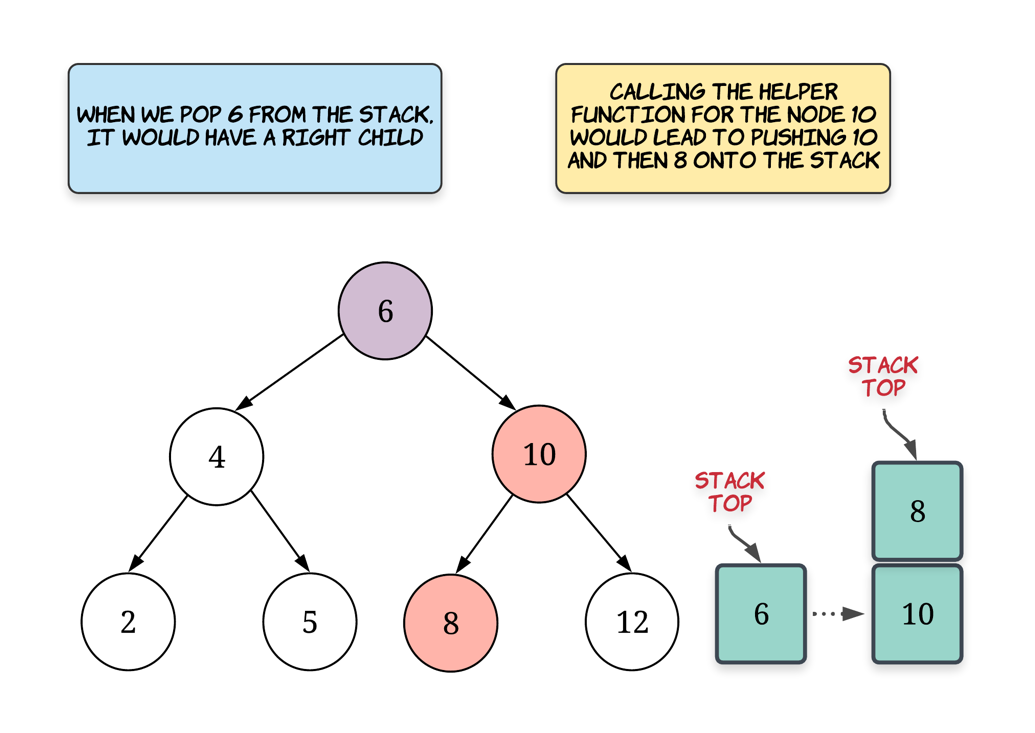 WHEN WE POP 6 FROM THE STACK,
IT WOULD HAVE A RIGHT CHILD
CALLING THE HELPER
FUNCTION FOR THE NODE 10
WOULD LEAD TO PUSHING 10
AND THEN 8 ONTO THE STACK
6
4
10
2
5
8
12
STACK
TOP
6
STACK
TOP
8
10